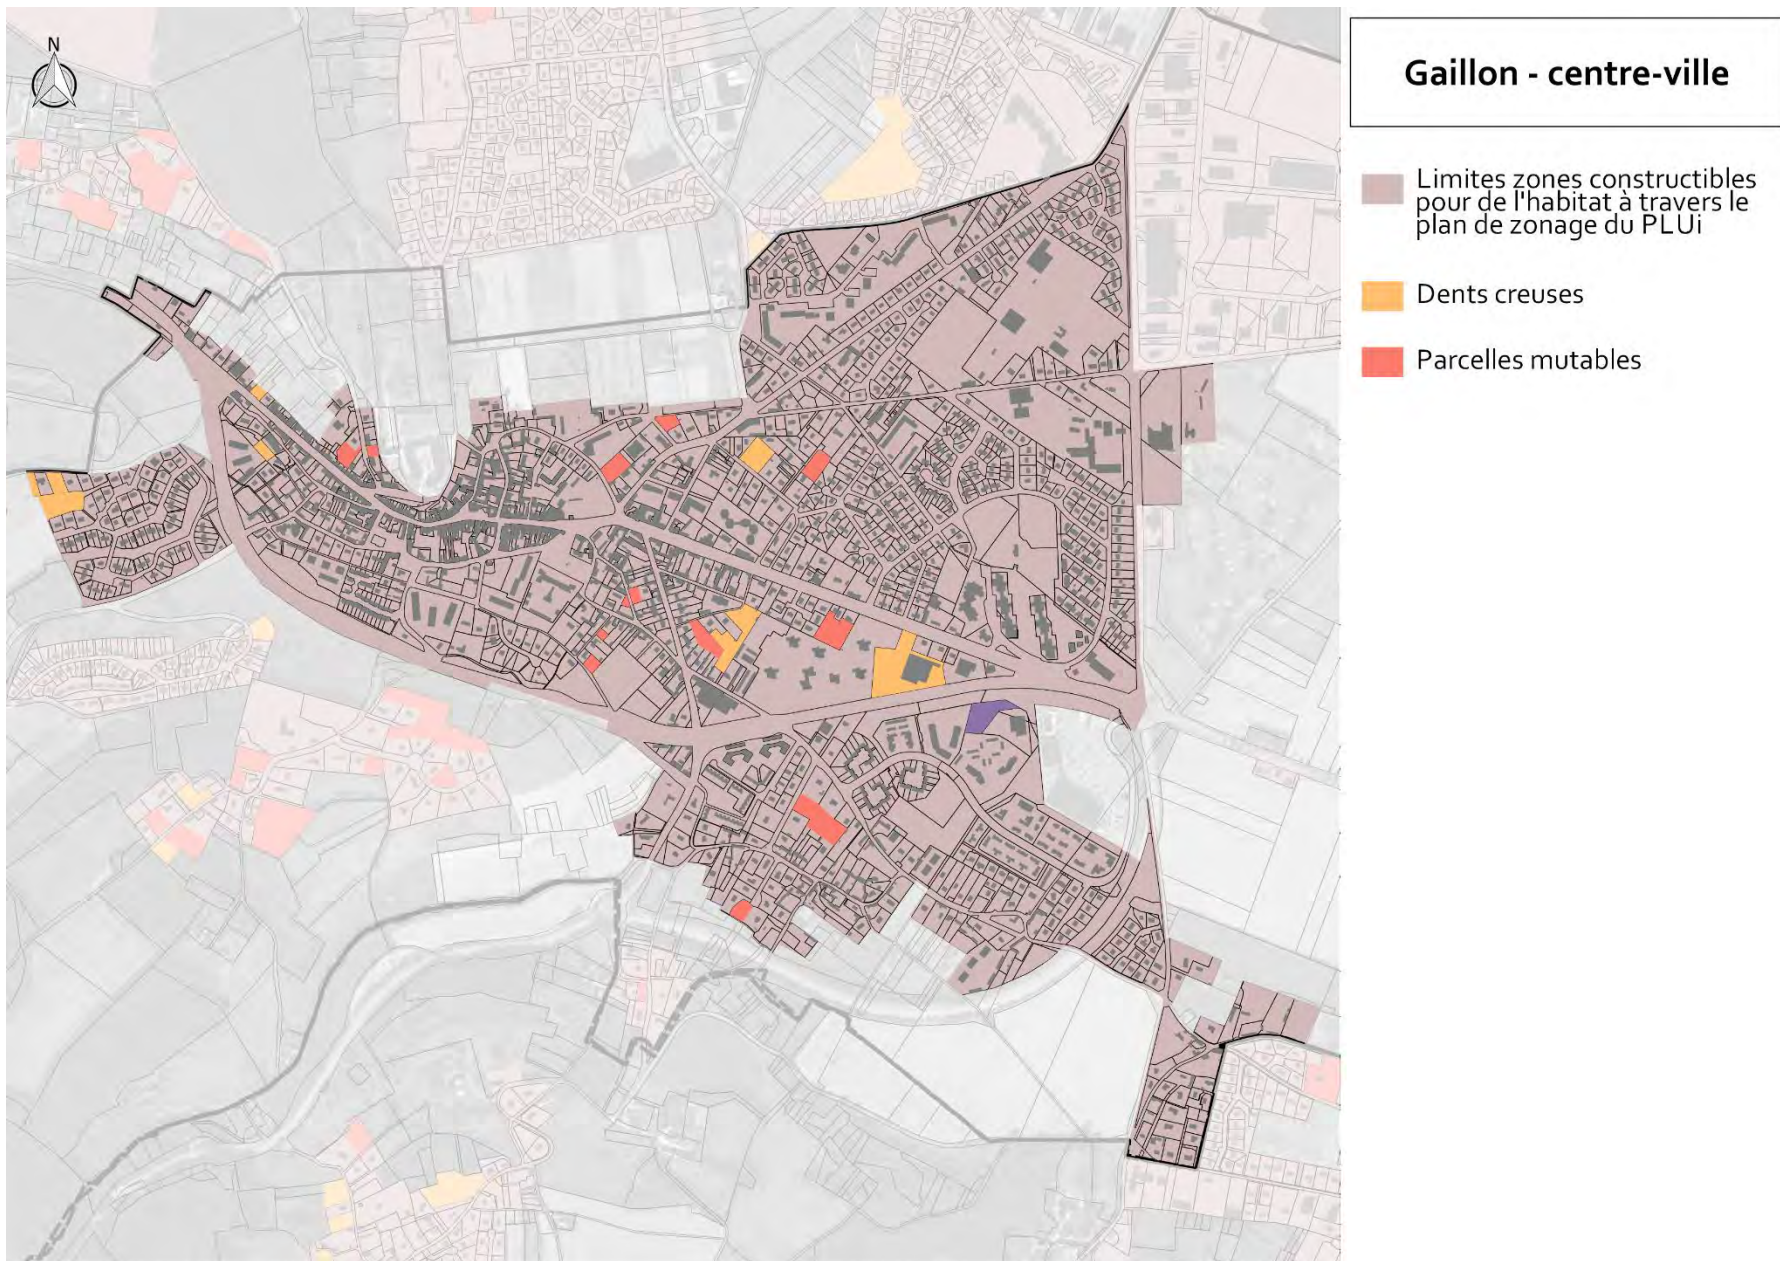 N
Gaillon - centre-ville
Limites zones constructibles
pour de l'habitat à travers le
plan de zonage du PLUi
Dents creuses
Parcelles mutables